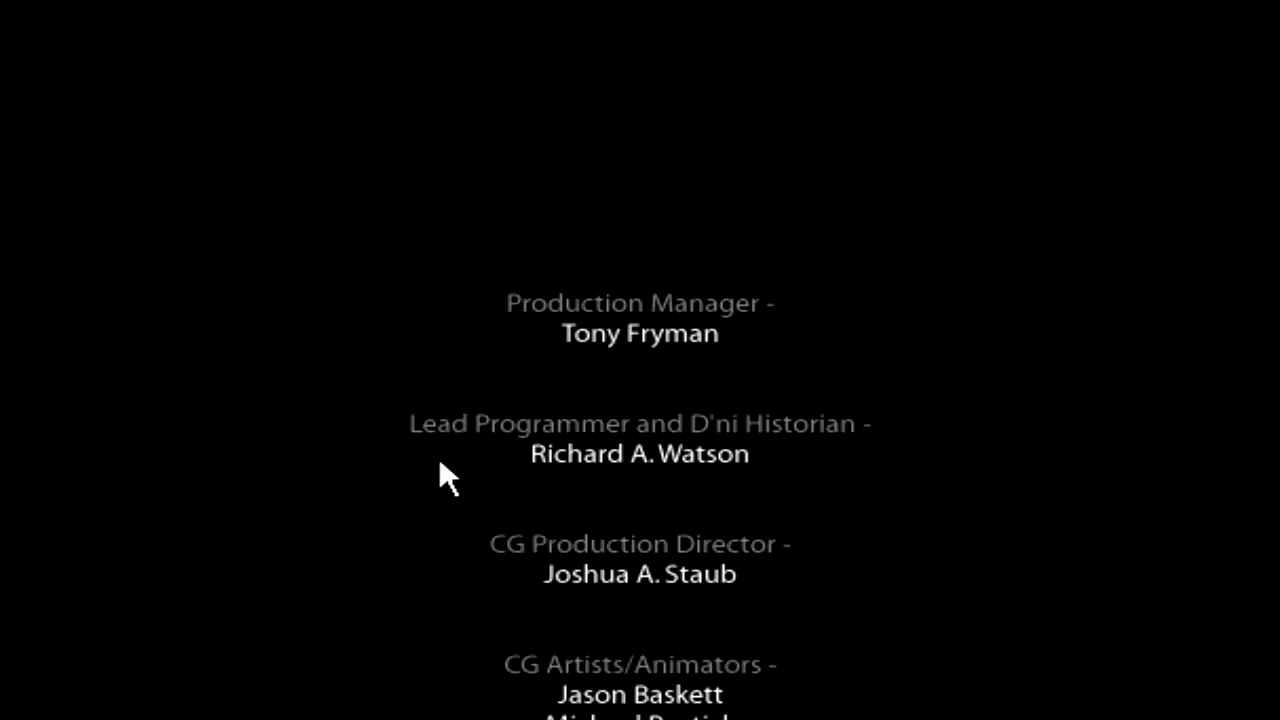 Production Manager -
Tony Fryman
Lead Programmer and D'ni Historian -
Richard A. Watson
CG Production Director -
Joshua A. Staub
CG Artists/Animators -
Jason Baskett